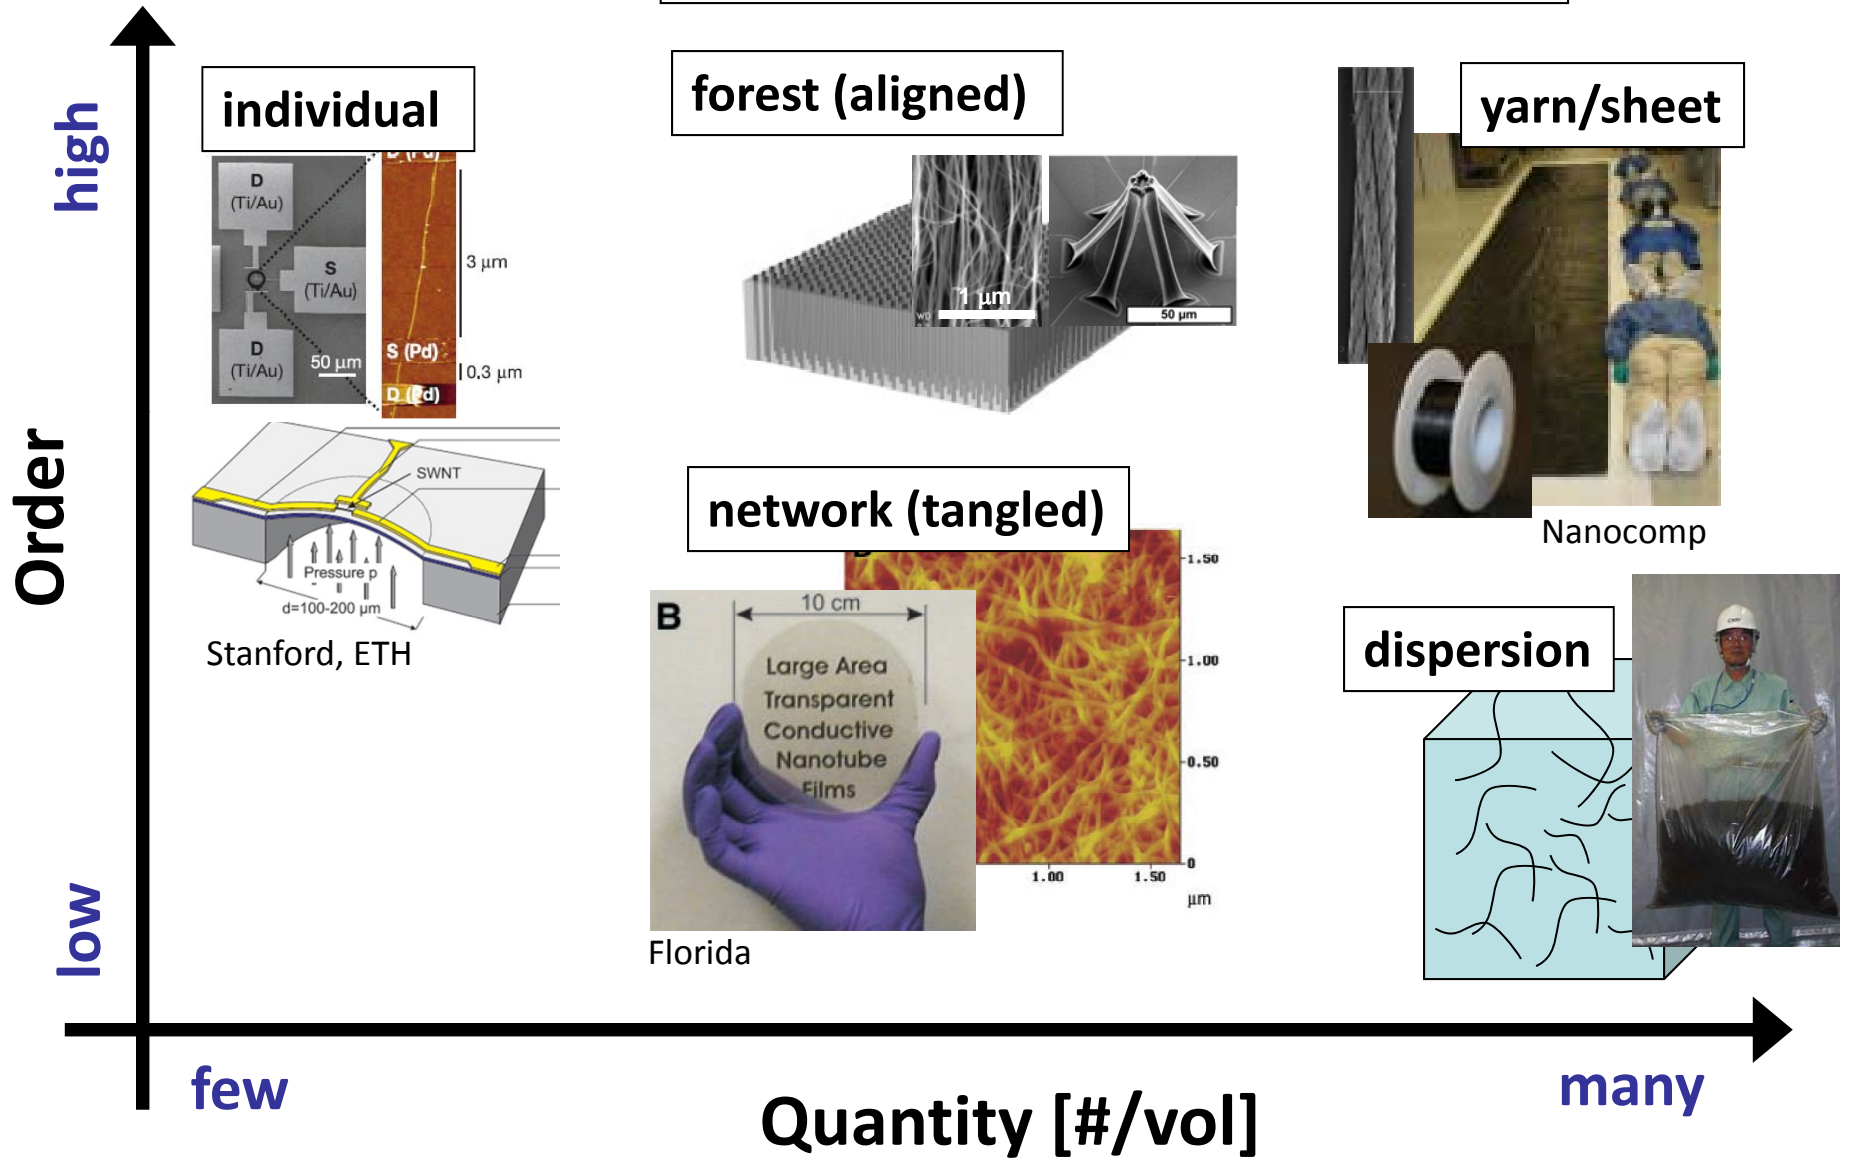 individual
forest (aligned)
yarn/sheet
high
D (Pd)
D
(Ti/Au)
S
(Ti/Au)
D
(Ti/Au)
50 µm
3 µm
S (Pd)
0.3 µm
D (Pd)
1 µm
WD
50 µm
SWNT
Pressure p
d=100-200 µm
Stanford, ETH
Order
network (tangled)
Nanocomp
dispersion
B
10 cm
Large Area
Transparent
Conductive
Nanotube
Films
1.50
1.00
0.50
0
1.00
1.50
µm
Florida
low
few
many
Quantity [#/vol]